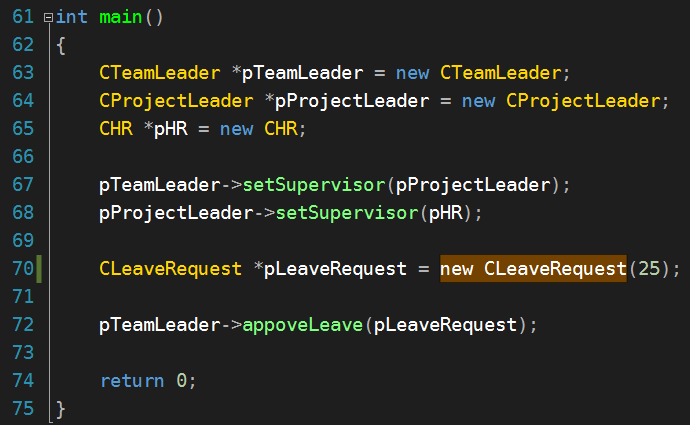 61 int main()
62 {
63 CTeamLeader *pTeamLeader = new CTeamLeader;
64 CProjectLeader *pProjectLeader = new CProjectLeader;
65 CHR *pHR = new CHR;
66
67 pTeamLeader->setSupervisor(pProjectLeader);
68 pProjectLeader->setSupervisor(pHR);
69
70 CLeaveRequest *pLeaveRequest = new CLeaveRequest(25);
71
72 pTeamLeader->appoveLeave(pLeaveRequest);
73
74 return 0;
75 }